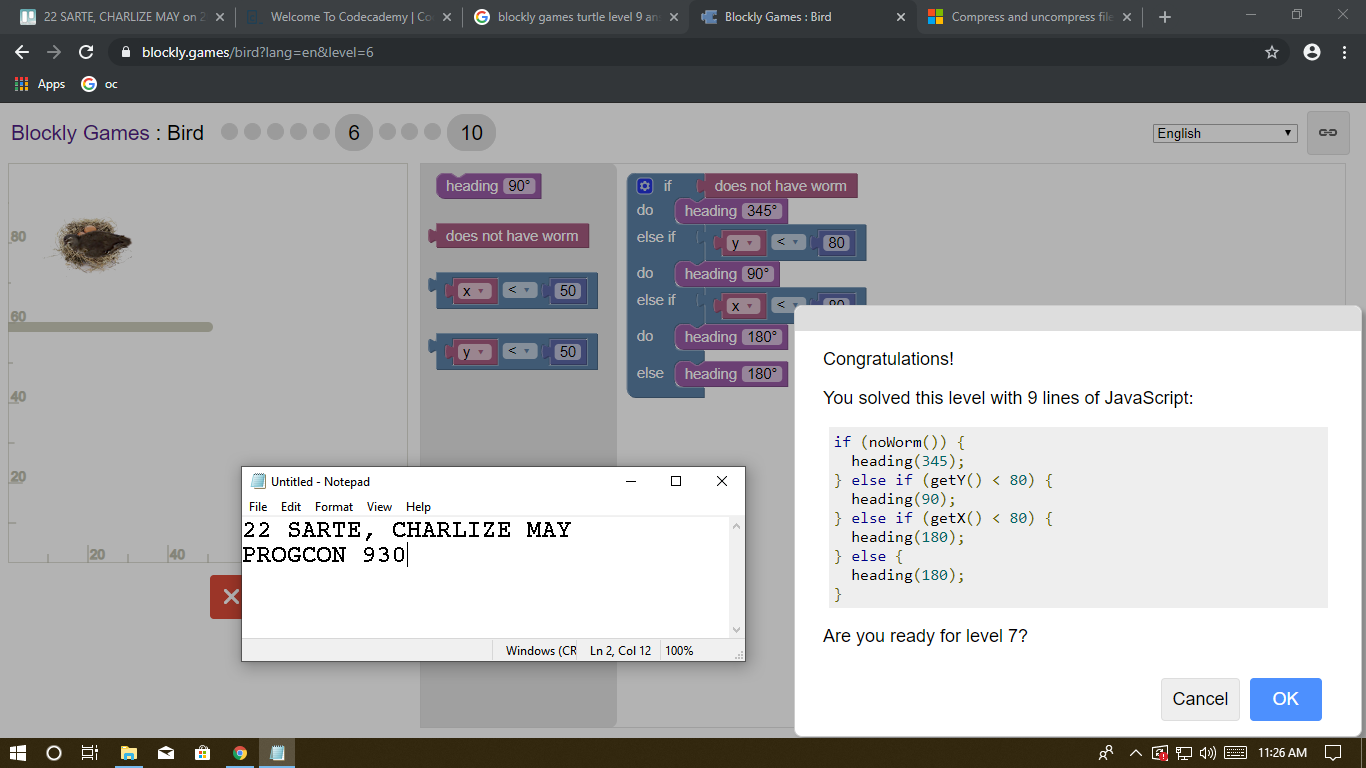 22 SARTE, CHARLIZE MAY on 2
Welcome To Codecademy | Co
blockly games turtle level 9 an
Blockly Games : Bird
Compress and uncompress file
blockly.games/bird?lang=en&level=6
Apps
oc
Blockly Games : Bird
6
10
English
80
60
40
20
20
40
heading 90°
does not have worm
x < 50
y < 50
if does not have worm
do heading 345°
else if y < 80
do heading 90°
else if x < 80
do heading 180°
else heading 180°
Congratulations!
You solved this level with 9 lines of JavaScript:
if (noWorm()) {
  heading(345);
} else if (getY() < 80) {
  heading(90);
} else if (getX() < 80) {
  heading(180);
} else {
  heading(180);
}
Are you ready for level 7?
Cancel
OK
Untitled - Notepad
File Edit Format View Help
22 SARTE, CHARLIZE MAY
PROGCON 930
Windows (CR
Ln 2, Col 12
100%
11:26 AM